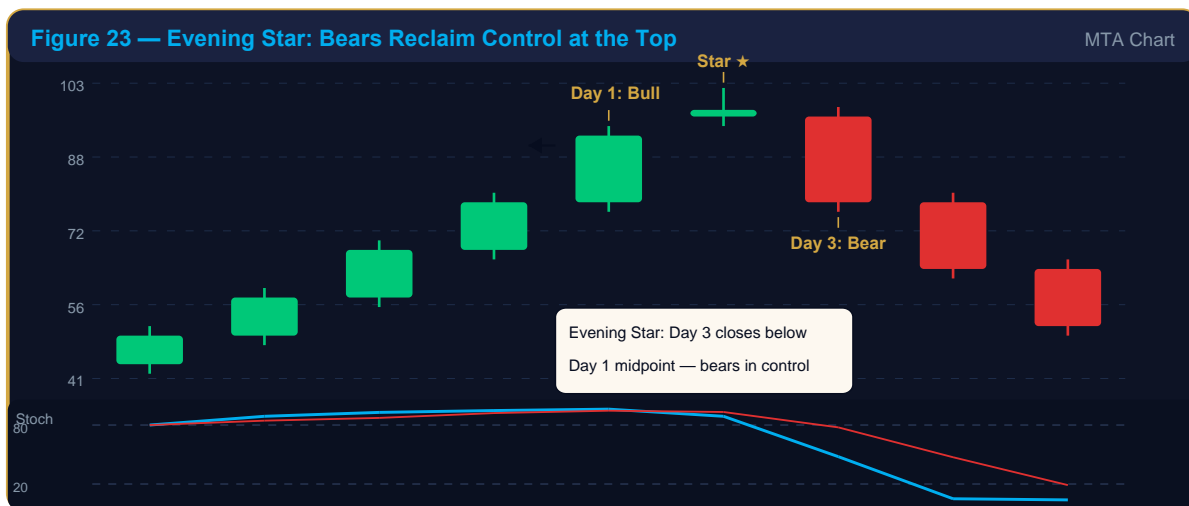 Figure 23 — Evening Star: Bears Reclaim Control at the Top
MTA Chart
Star ★
103
Day 1: Bull
88
72
Day 3: Bear
56
Evening Star: Day 3 closes below
Day 1 midpoint — bears in control
41
Stoch
80
20